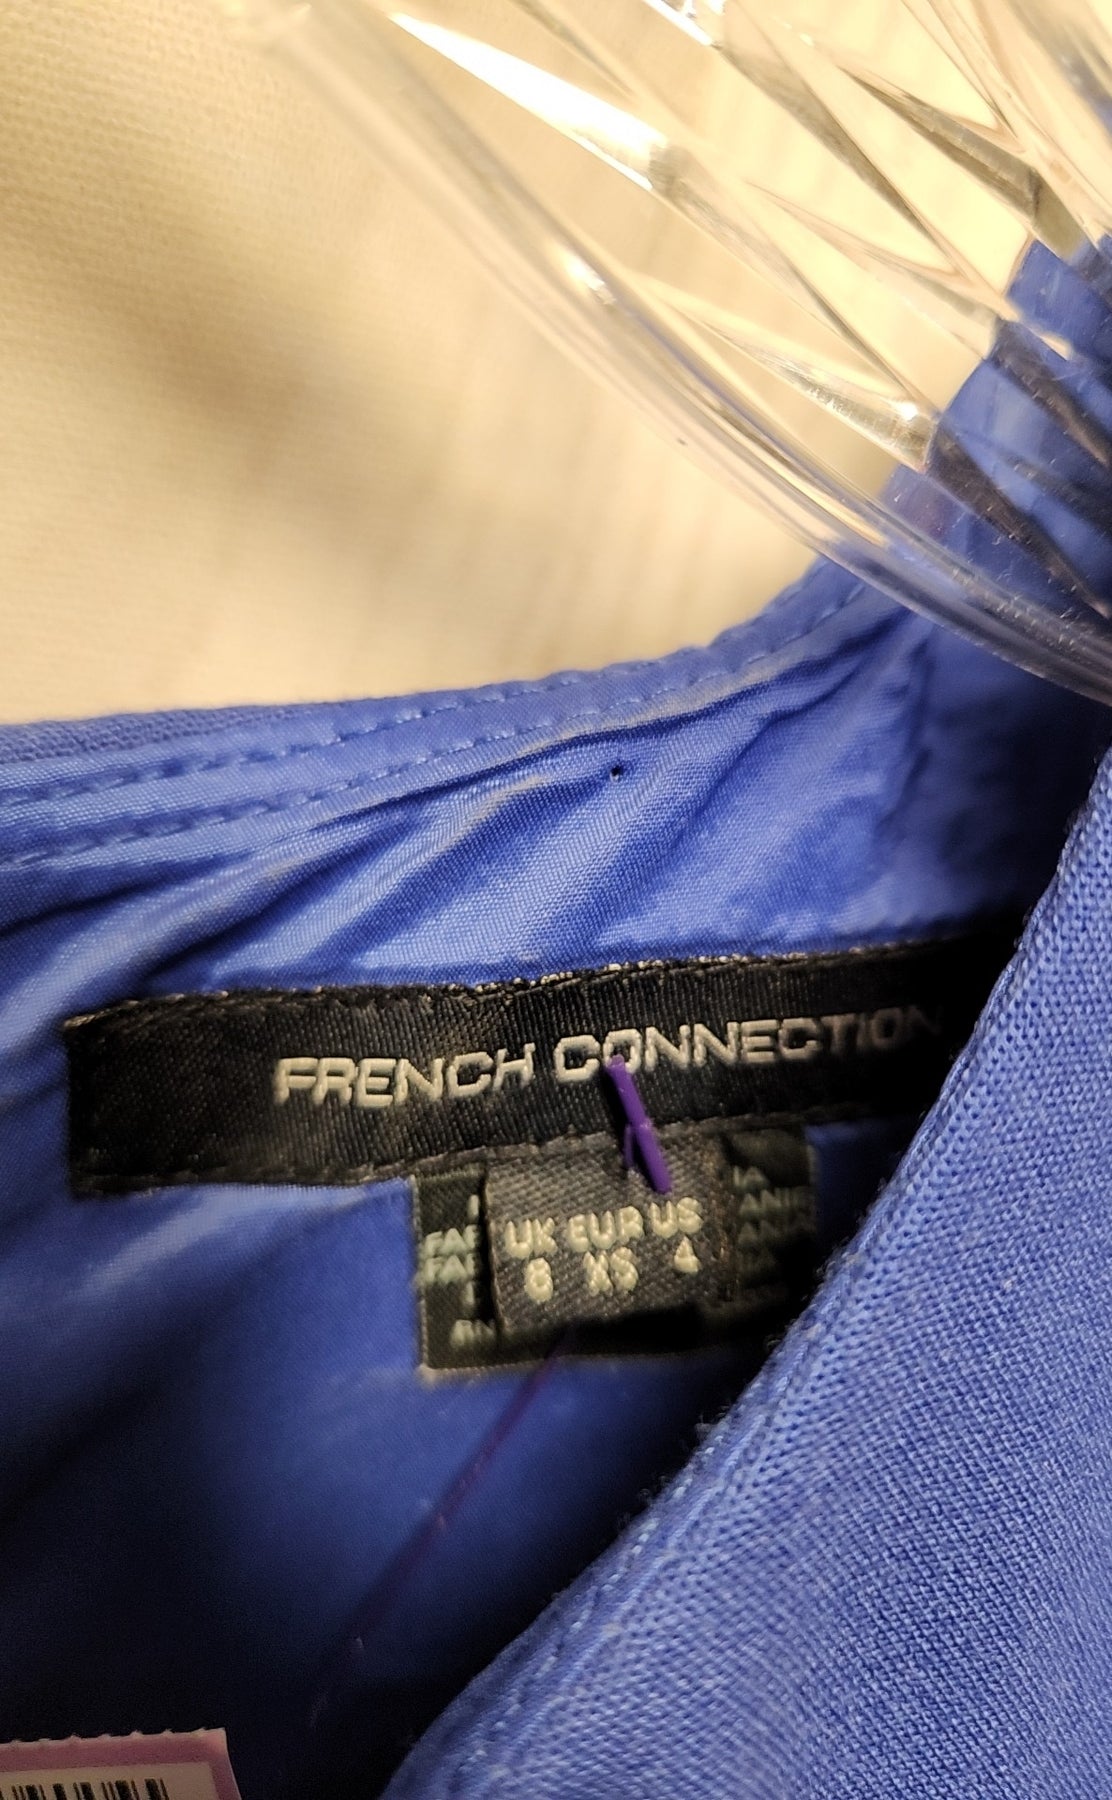 FRENCH CONNECTION
UK EUR US
8 XS 4